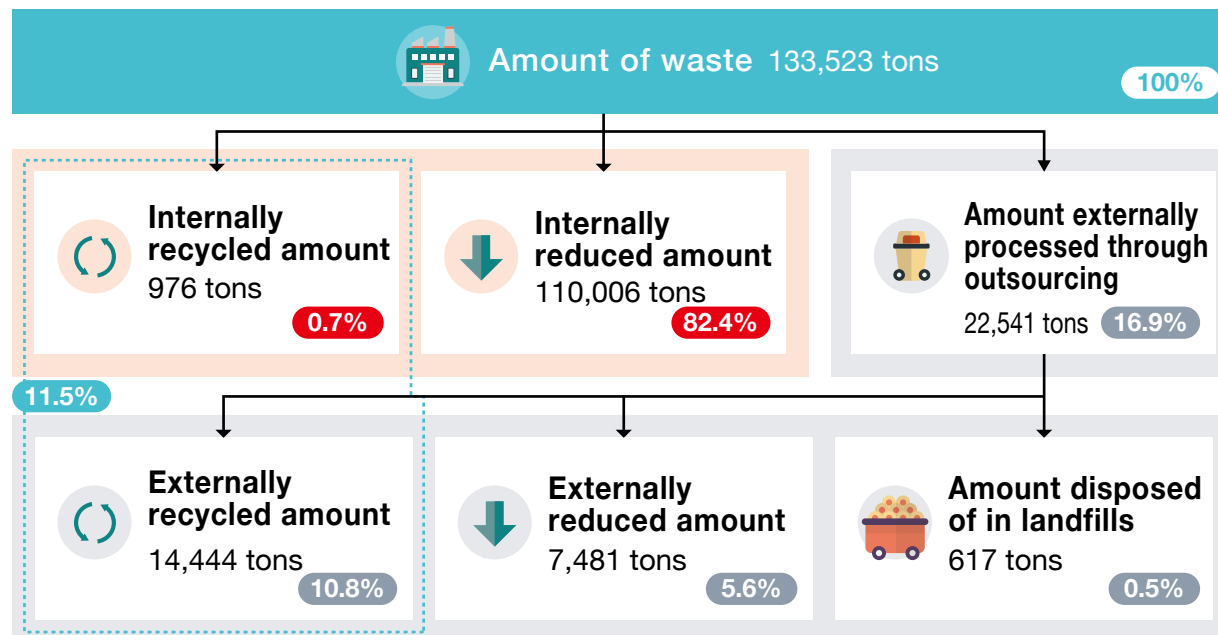 Amount of waste 133,523 tons
100%
Internally
recycled amount
976 tons
0.7%
Internally
reduced amount
110,006 tons
82.4%
Amount externally
processed through
outsourcing
22,541 tons 16.9%
11.5%
Externally
recycled amount
14,444 tons
10.8%
Externally
reduced amount
7,481 tons
5.6%
Amount disposed
of in landfills
617 tons
0.5%